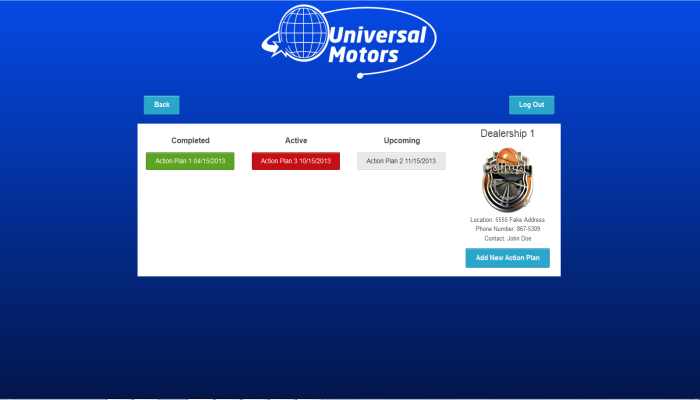 Universal
Motors
Back
Log Out
Completed
Active
Upcoming
Dealership 1
Action Plan 1 04/15/2013
Action Plan 3 10/15/2013
Action Plan 2 11/15/2013
Location: 5555 Fake Address
Phone Number: 867-5309
Contact: John Doe
Add New Action Plan